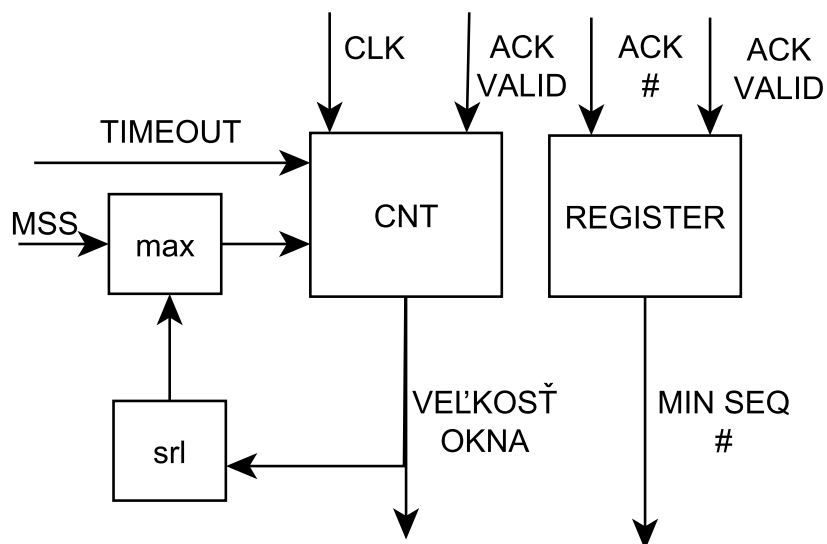 CLK
ACK
VALID
ACK
#
ACK
VALID
TIMEOUT
MSS
max
CNT
REGISTER
srl
VEĽKOSŤ
OKNA
MIN SEQ
#